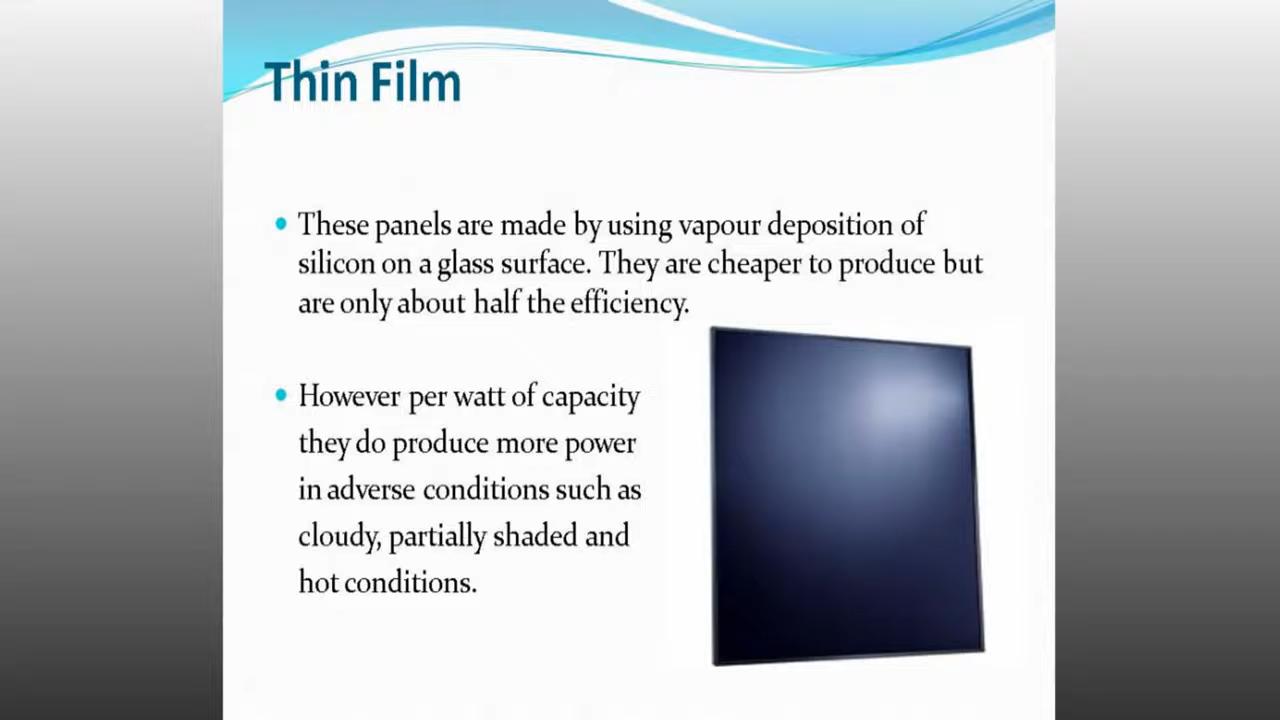 Thin Film
• These panels are made by using vapour deposition of
silicon on a glass surface. They are cheaper to produce but
are only about half the efficiency.
• However per watt of capacity
they do produce more power
in adverse conditions such as
cloudy, partially shaded and
hot conditions.